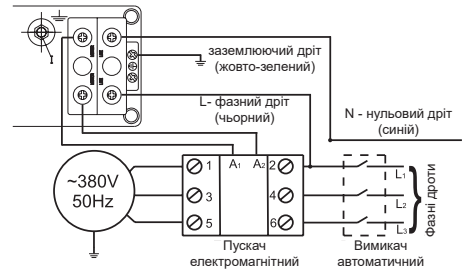 заземлюючий дріт
(жовто-зелений)
L- фазний дріт
(чьорний)
N - нульовий дріт
(синій)
1 A1 A2 2
3 4
5 6
L1
L2
L3
Фазні дроти
~380V
50Hz
Пускач
електромагнітний
Вимикач
автоматичний